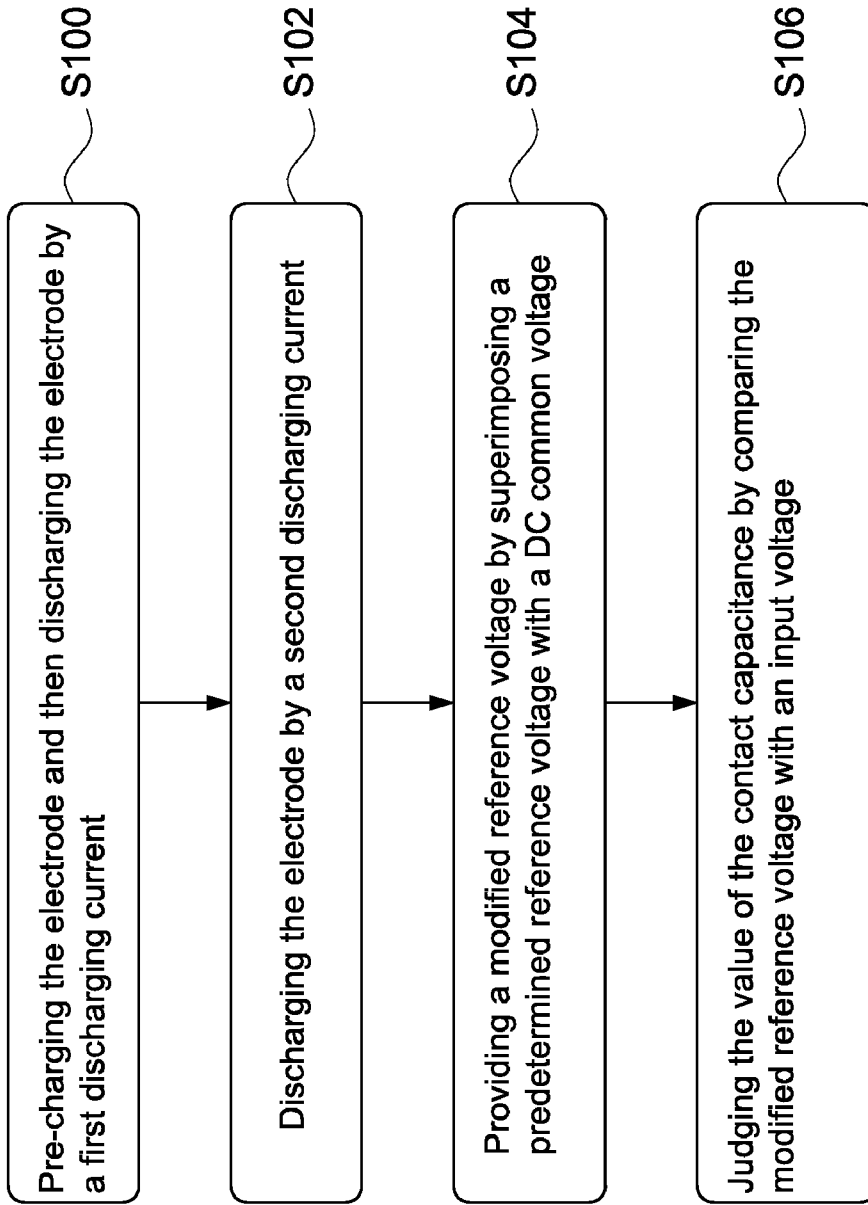 Pre-charging the electrode and then discharging the electrode by
a first discharging current
S100
Discharging the electrode by a second discharging current
S102
Providing a modified reference voltage by superimposing a
predetermined reference voltage with a DC common voltage
S104
Judging the value of the contact capacitance by comparing the
modified reference voltage with an input voltage
S106